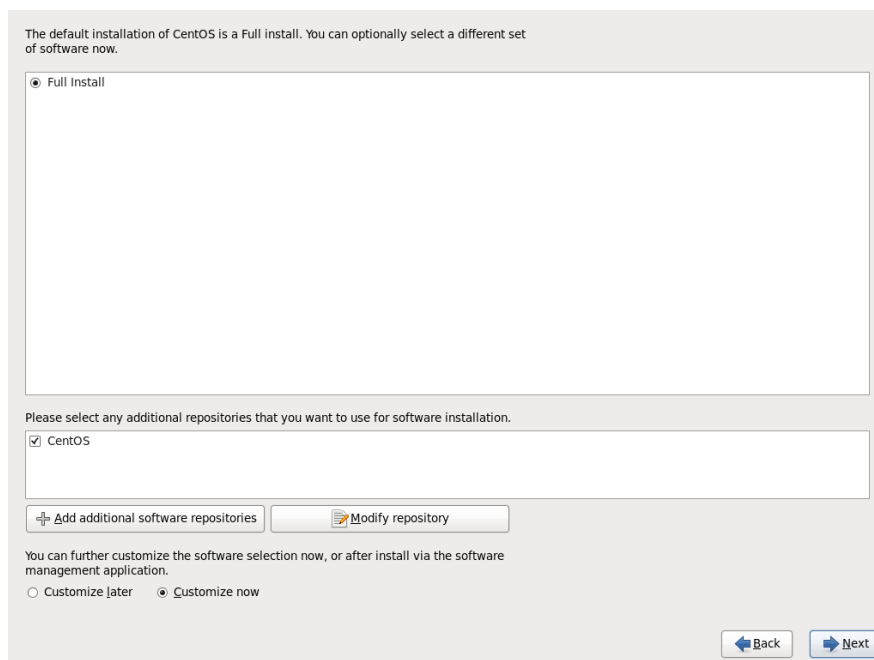 The default installation of CentOS is a Full install. You can optionally select a different set
of software now.
Full Install
Please select any additional repositories that you want to use for software installation.
CentOS
Add additional software repositories
Modify repository
You can further customize the software selection now, or after install via the software
management application.
Customize later
Customize now
Back
Next